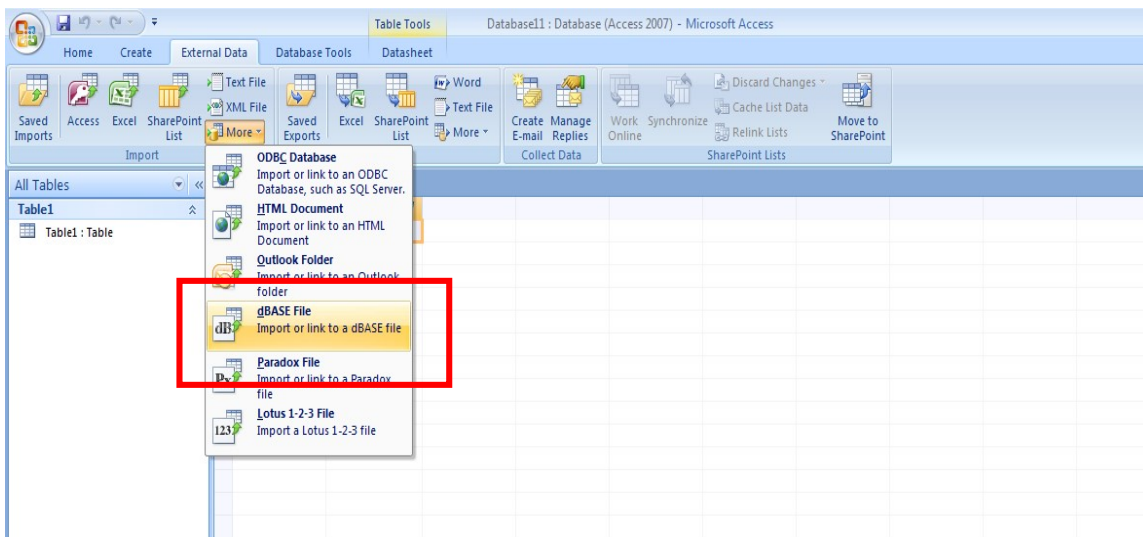 Table Tools
Database11 : Database (Access 2007) - Microsoft Access
Home Create External Data Database Tools Datasheet
Saved Imports
Access
Excel
SharePoint List
Text File
XML File
More
Import
Saved Exports
Excel
SharePoint List
Word
Text File
More
Create E-mail
Manage Replies
Collect Data
Work Online
Synchronize
Discard Changes
Cache List Data
Relink Lists
Move to SharePoint
SharePoint Lists
All Tables
Table1
Table1 : Table
ODBC Database
Import or link to an ODBC
Database, such as SQL Server.
HTML Document
Import or link to an HTML
Document
Outlook Folder
Import or link to an Outlook
folder
dB
dBASE File
Import or link to a dBASE file
Px
Paradox File
Import or link to a Paradox
file
123
Lotus 1-2-3 File
Import a Lotus 1-2-3 file